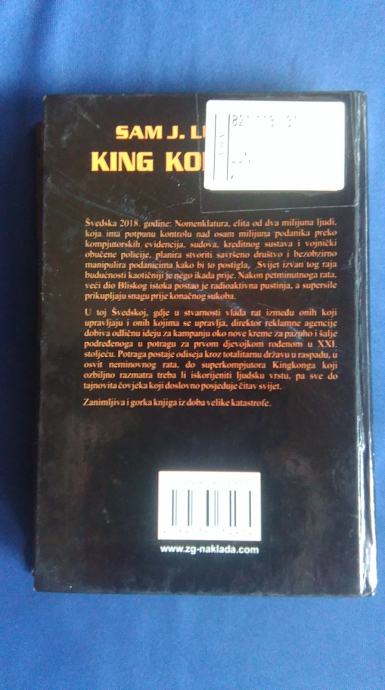 SAM J.
KING
Švedska 2018. godine: Nomenklatura, elita od dva milijuna ljudi,
koja ima potpunu kontrolu nad osam milijuna podanika preko
kompjutorskih evidencija, sudova, kreditnog sustava i vojnički
obučene policije, planira stvoriti savršeno društvo i bezobzirno
manipulira podanicima kako bi to postigla, Svijet izvan tog raja
budućnosti kaotičniji je nego ikada prije. Nakon petminutnoga rata,
veći dio Bliskog istoka postao je radioaktivna pustinja, a supersile
prikupljaju snagu prije konačnog sukoba.
U toj Švedskoj, gdje u stvarnosti vlada rat između onih koji
upravljaju i onih kojima se upravlja, direktor reklamne agencije
dobiva odličnu ideju za kampanju oko nove kreme za pazuho i šalje
podređenoga u potragu za prvom djevojkom rođenom u XXI.
stoljeću. Potraga postaje odiseja kroz totalitarnu državu u raspadu, u
osvit neminovnog rata, do superkompjutora Kingkonga koji
ozbiljno razmatra treba li iskorijeniti ljudsku vrstu, pa sve do
tajnovita čovjeka koji doslovno posjeduje čitav svijet.
Zanimljiva i gorka knjiga iz doba velike katastrofe.
www.zg-naklada.com